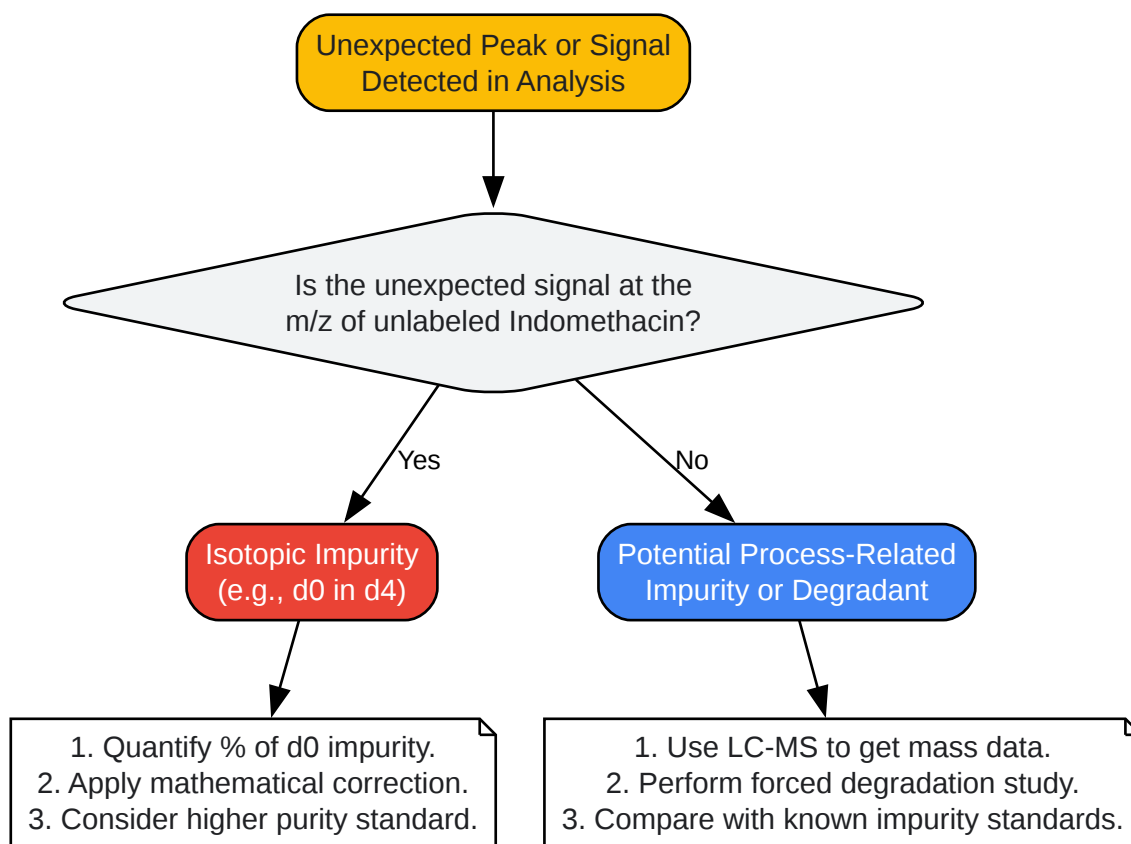 Unexpected Peak or Signal
Detected in Analysis
Is the unexpected signal at the
m/z of unlabeled Indomethacin?
Yes
No
Isotopic Impurity
(e.g., d0 in d4)
Potential Process-Related
Impurity or Degradant
1. Quantify % of d0 impurity.
2. Apply mathematical correction.
3. Consider higher purity standard.
1. Use LC-MS to get mass data.
2. Perform forced degradation study.
3. Compare with known impurity standards.